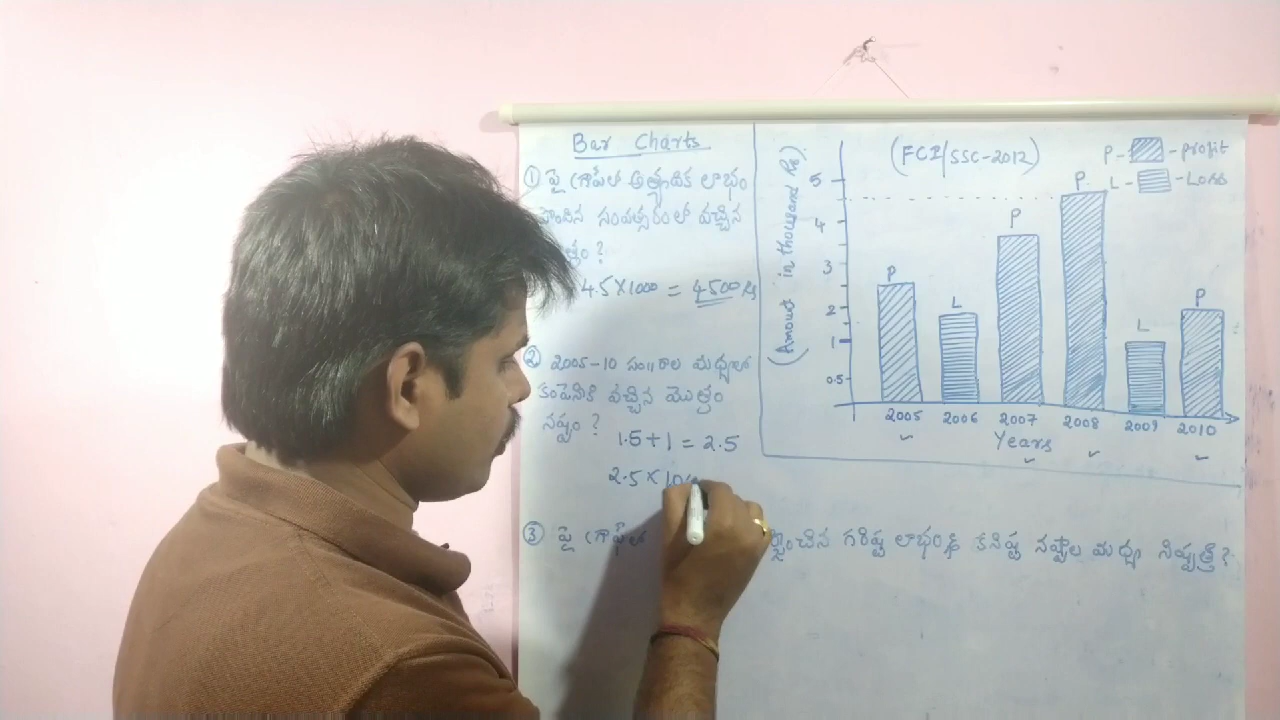 Bar Charts
① పై గ్రాఫ్‌లో అత్యధిక లాభం
సంవత్సరంలో వచ్చిన
?
4.5×1000 = 4500 Rs
② 2005-10 సం॥రాల మధ్యలో
కంపెనీకి వచ్చిన మొత్తం
నష్టం ?
1.5+1 = 2.5
2.5×10
③ పై గ్రాఫ్‌లో గరిష్ట లాభం& కనిష్ట నష్టాల మధ్య నిష్పత్తి?
(FCI/SSC-2012)
P - - profit
L - - Loss
(Amount in thousand Rs)
5
4
3
2
1
0.5
P
L
P
P
L
P
2005 2006 2007 2008 2009 2010
Years